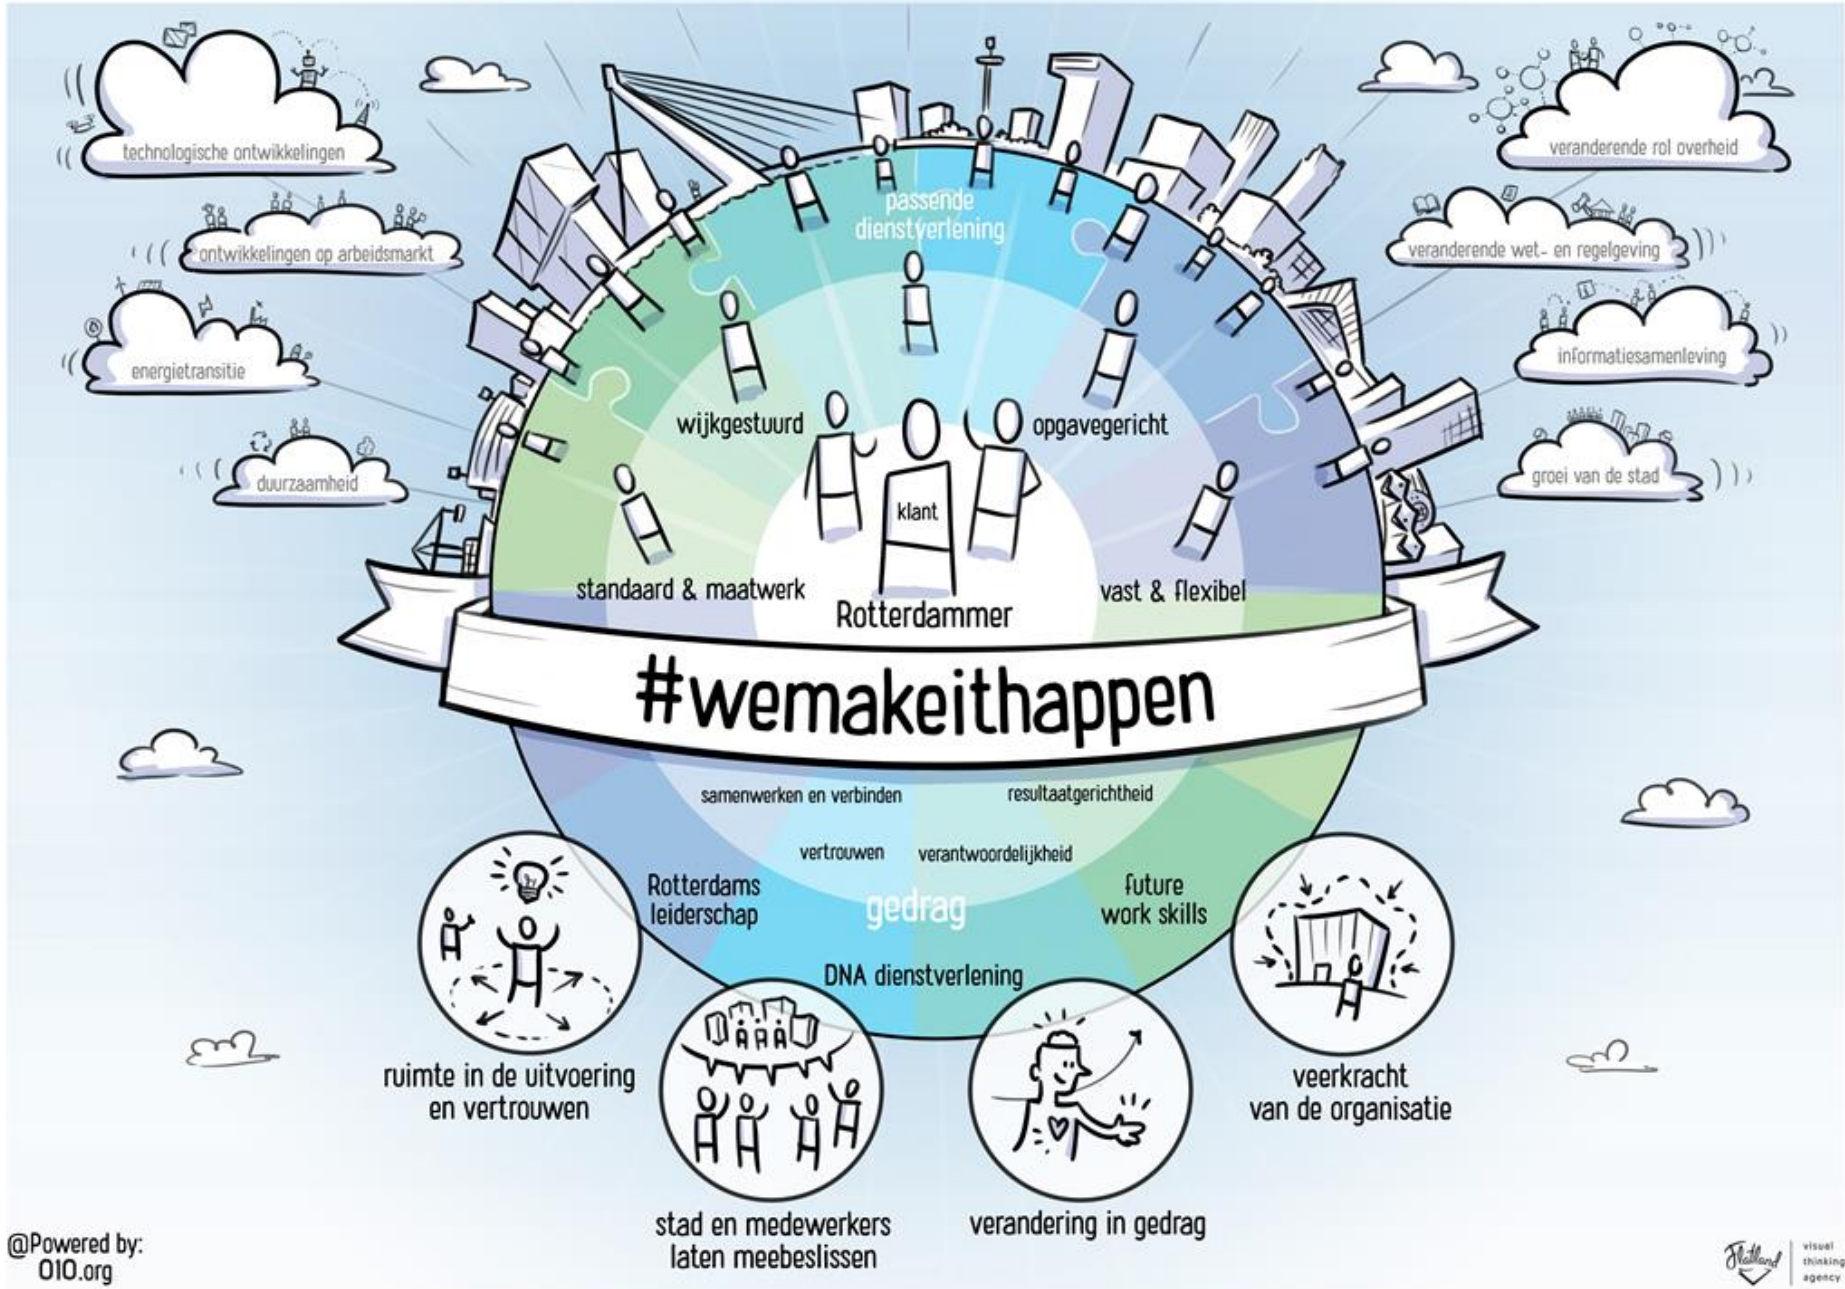 technologische ontwikkelingen
ontwikkelingen op arbeidsmarkt
energietransitie
duurzaamheid
veranderende rol overheid
veranderende wet- en regelgeving
informatiesamenleving
groei van de stad
passende
dienstverlening
wijkgestuurd
opgavegericht
klant
standaard & maatwerk
vast & flexibel
Rotterdammer
#wemakeithappen
samenwerken en verbinden
resultaatgerichtheid
vertrouwen
verantwoordelijkheid
Rotterdams
leiderschap
gedrag
future
work skills
DNA dienstverlening
ruimte in de uitvoering
en vertrouwen
stad en medewerkers
laten meebeslissen
verandering in gedrag
veerkracht
van de organisatie
@Powered by:
010.org
Flatland
visual
thinking
agency